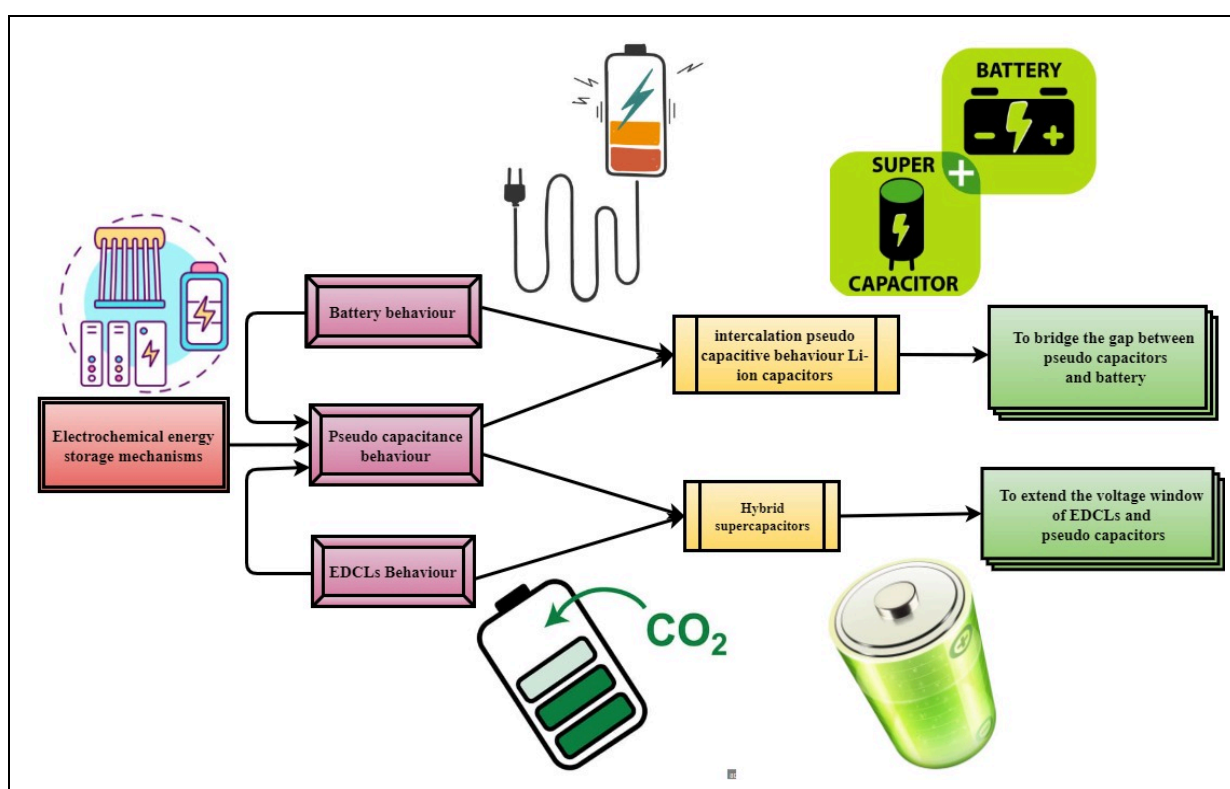 BATTERY
SUPER
CAPACITOR
Battery behaviour
intercalation pseudo
capacitive behaviour Li-
ion capacitors
To bridge the gap between
pseudo capacitors
and battery
Electrochemical energy
storage mechanisms
Pseudo capacitance
behaviour
Hybrid
supercapacitors
To extend the voltage window
of EDCLs and
pseudo capacitors
EDCLs Behaviour
CO₂